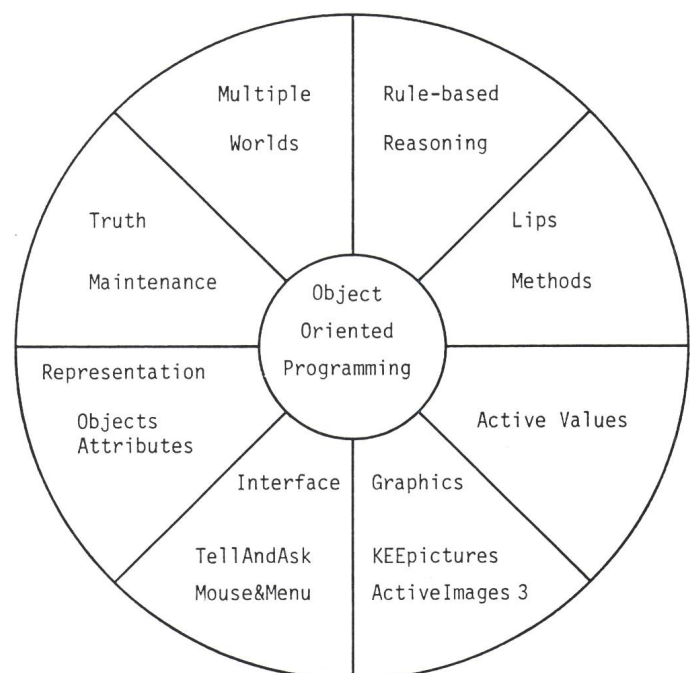 Multiple
Worlds
Rule-based
Reasoning
Truth
Maintenance
Lips
Methods
Object
Oriented
Programming
Representation
Objects
Attributes
Active Values
Interface
TellAndAsk
Mouse&Menu
Graphics
KEEpictures
ActiveImages 3